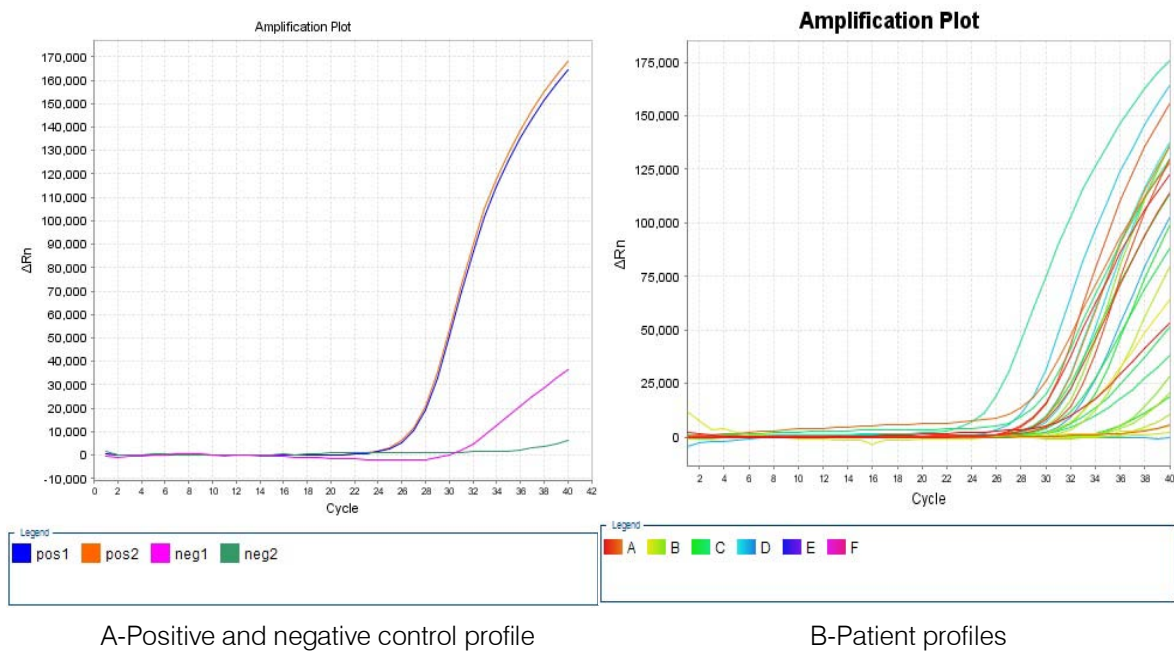 Amplification Plot
170,000
160,000
150,000
140,000
130,000
120,000
110,000
100,000
90,000
80,000
70,000
60,000
50,000
40,000
30,000
20,000
10,000
0
-10,000
ΔRn
0 2 4 6 8 10 12 14 16 18 20 22 24 26 28 30 32 34 36 38 40 42
Cycle
Legend
pos1 pos2 neg1 neg2
A-Positive and negative control profile
Amplification Plot
175,000
150,000
125,000
100,000
75,000
50,000
25,000
0
ΔRn
2 4 6 8 10 12 14 16 18 20 22 24 26 28 30 32 34 36 38 40
Cycle
Legend
A B C D E F
B-Patient profiles